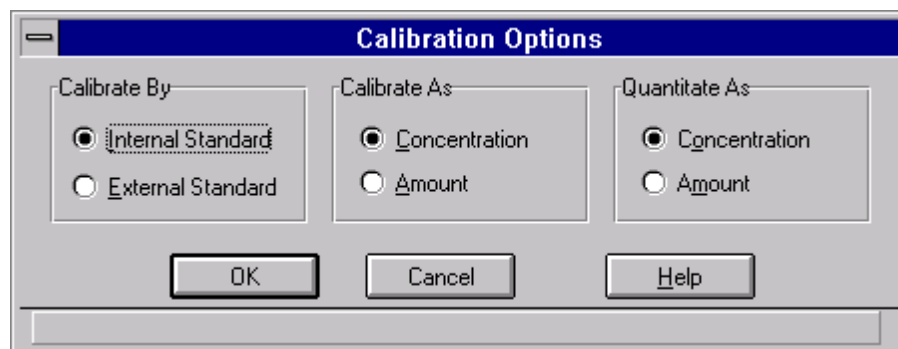 Calibration Options
Calibrate By
Internal Standard
External Standard
Calibrate As
Concentration
Amount
Quantitate As
Concentration
Amount
OK
Cancel
Help